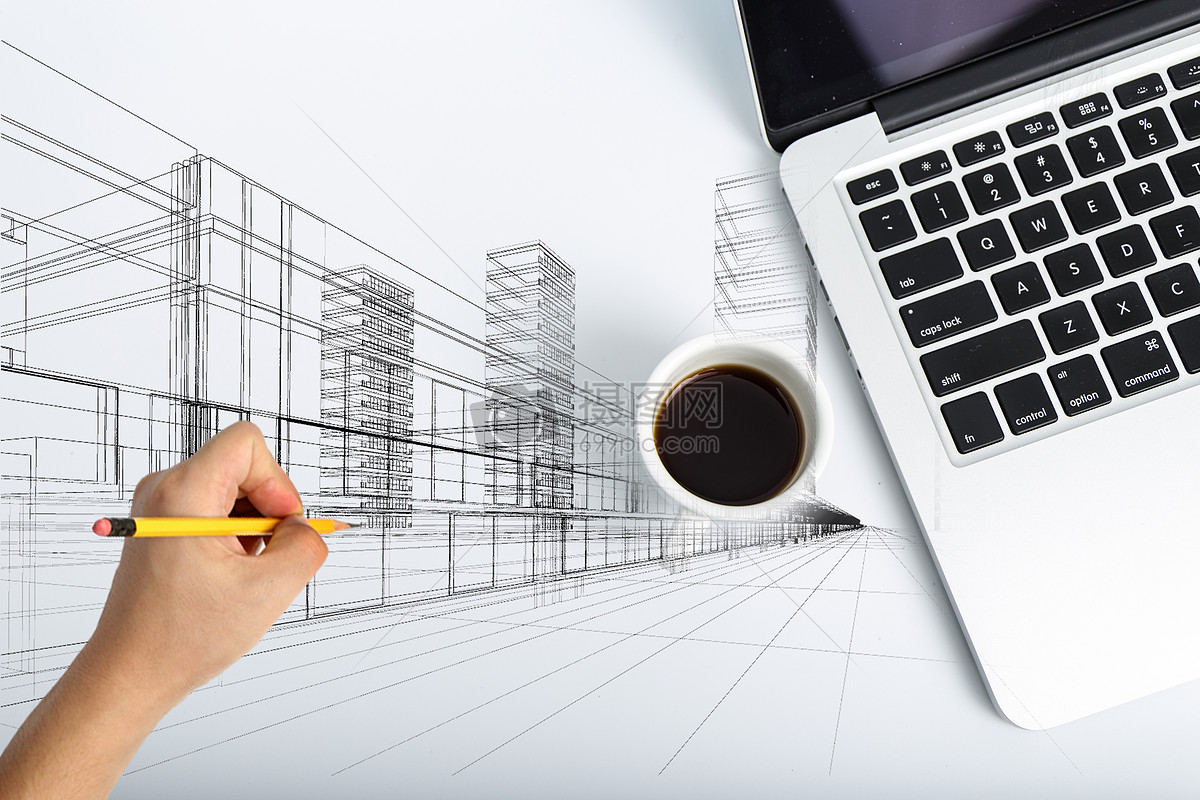 esc
F1
F2
F3
F4
F5
~
!
1
@
2
#
3
$
4
%
5
tab
Q
W
E
R
caps lock
A
S
D
F
shift
Z
X
C
fn
control
alt
option
⌘
command
摄图网
699pic.com